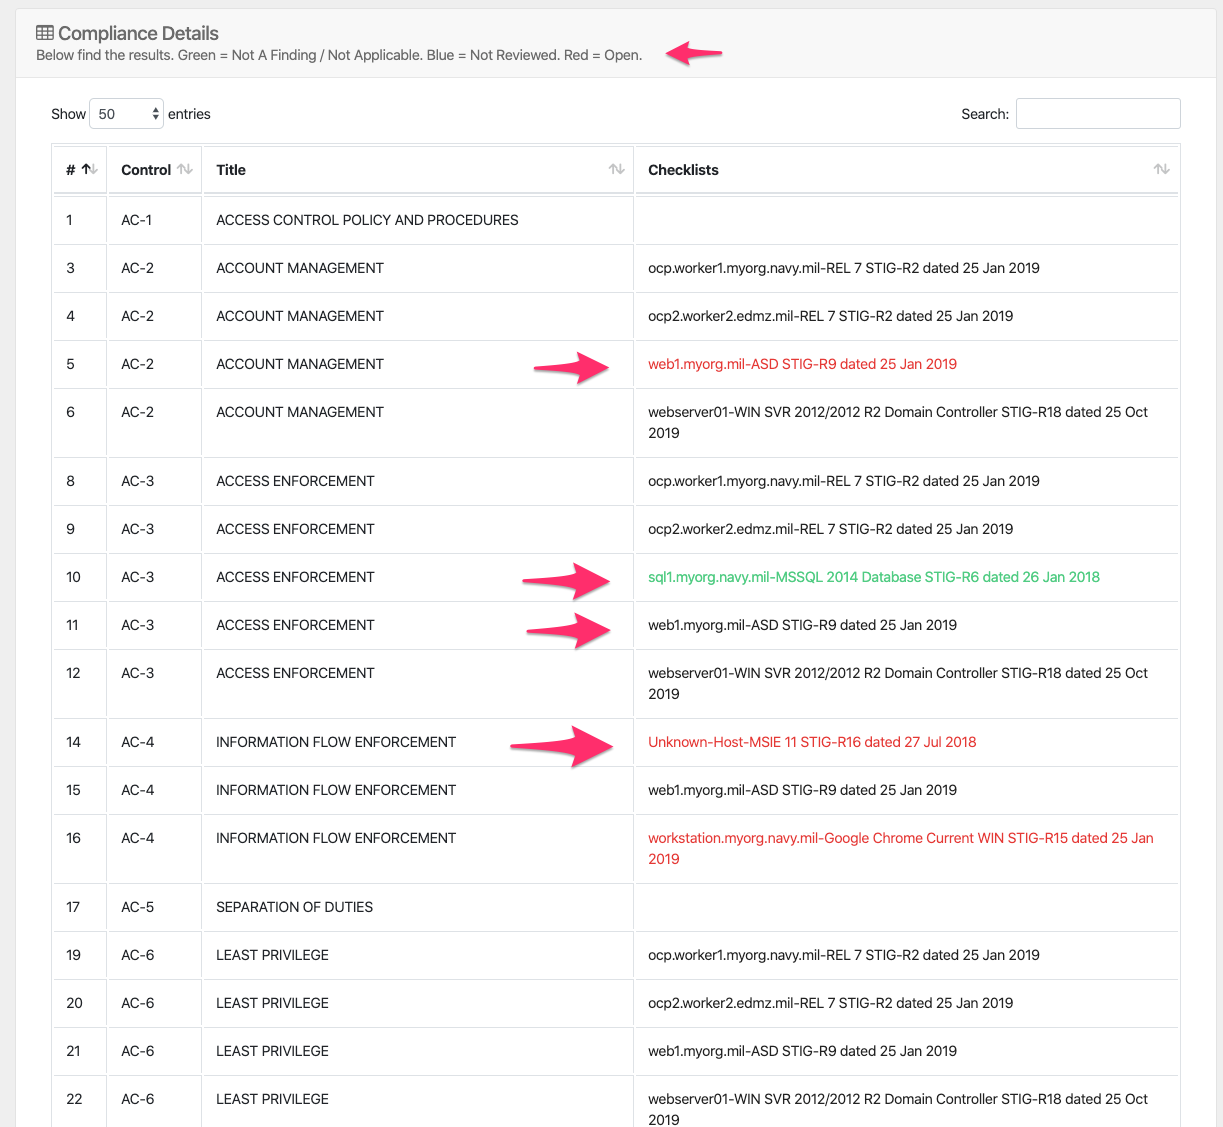 Compliance Details
Below find the results. Green = Not A Finding / Not Applicable. Blue = Not Reviewed. Red = Open.
Show 50 entries Search:
# Control Title Checklists
1 AC-1 ACCESS CONTROL POLICY AND PROCEDURES
3 AC-2 ACCOUNT MANAGEMENT ocp.worker1.myorg.navy.mil-REL 7 STIG-R2 dated 25 Jan 2019
4 AC-2 ACCOUNT MANAGEMENT ocp2.worker2.edmz.mil-REL 7 STIG-R2 dated 25 Jan 2019
5 AC-2 ACCOUNT MANAGEMENT web1.myorg.mil-ASD STIG-R9 dated 25 Jan 2019
6 AC-2 ACCOUNT MANAGEMENT webserver01-WIN SVR 2012/2012 R2 Domain Controller STIG-R18 dated 25 Oct
2019
8 AC-3 ACCESS ENFORCEMENT ocp.worker1.myorg.navy.mil-REL 7 STIG-R2 dated 25 Jan 2019
9 AC-3 ACCESS ENFORCEMENT ocp2.worker2.edmz.mil-REL 7 STIG-R2 dated 25 Jan 2019
10 AC-3 ACCESS ENFORCEMENT sql1.myorg.navy.mil-MSSQL 2014 Database STIG-R6 dated 26 Jan 2018
11 AC-3 ACCESS ENFORCEMENT web1.myorg.mil-ASD STIG-R9 dated 25 Jan 2019
12 AC-3 ACCESS ENFORCEMENT webserver01-WIN SVR 2012/2012 R2 Domain Controller STIG-R18 dated 25 Oct
2019
14 AC-4 INFORMATION FLOW ENFORCEMENT Unknown-Host-MSIE 11 STIG-R16 dated 27 Jul 2018
15 AC-4 INFORMATION FLOW ENFORCEMENT web1.myorg.mil-ASD STIG-R9 dated 25 Jan 2019
16 AC-4 INFORMATION FLOW ENFORCEMENT workstation.myorg.navy.mil-Google Chrome Current WIN STIG-R15 dated 25 Jan
2019
17 AC-5 SEPARATION OF DUTIES
19 AC-6 LEAST PRIVILEGE ocp.worker1.myorg.navy.mil-REL 7 STIG-R2 dated 25 Jan 2019
20 AC-6 LEAST PRIVILEGE ocp2.worker2.edmz.mil-REL 7 STIG-R2 dated 25 Jan 2019
21 AC-6 LEAST PRIVILEGE web1.myorg.mil-ASD STIG-R9 dated 25 Jan 2019
22 AC-6 LEAST PRIVILEGE webserver01-WIN SVR 2012/2012 R2 Domain Controller STIG-R18 dated 25 Oct
2019